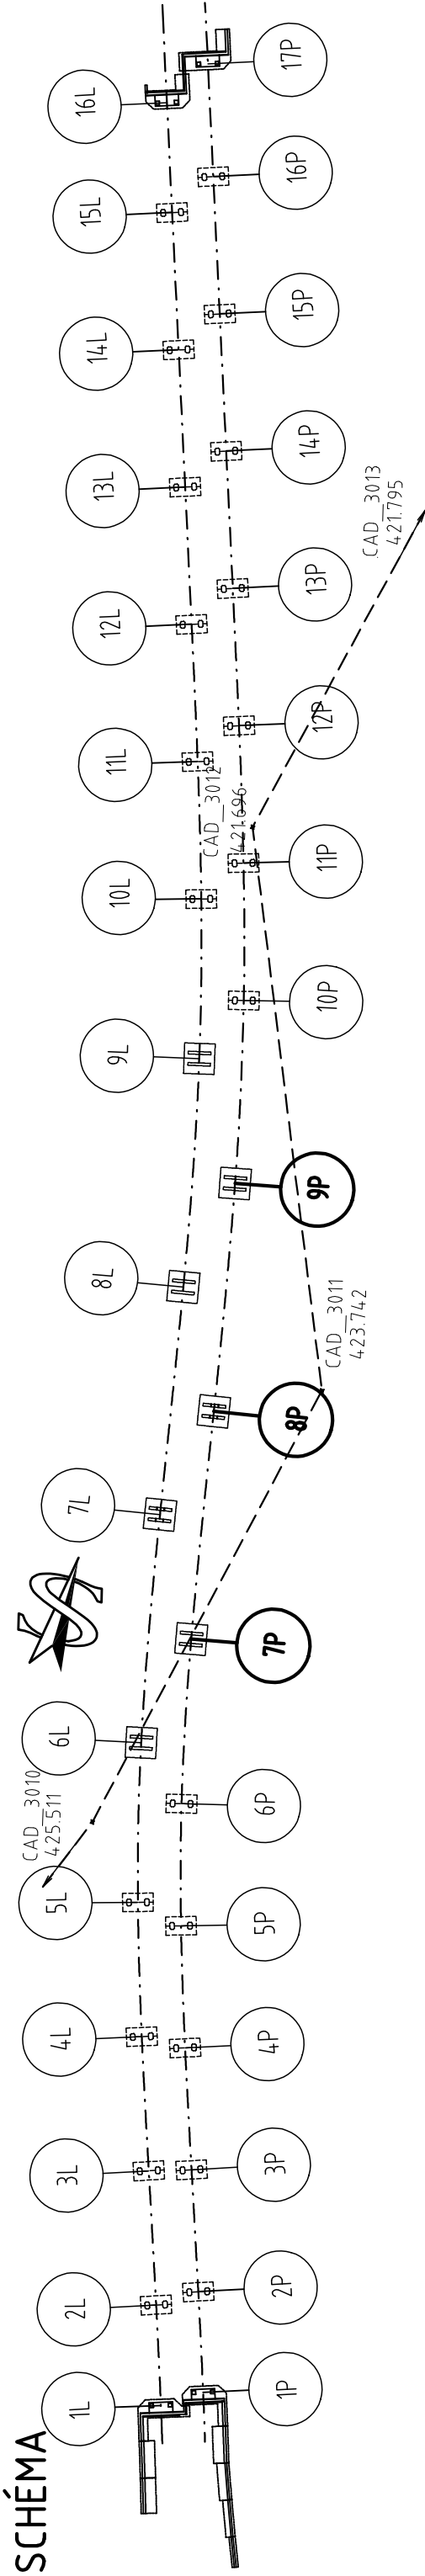 SCHÉMA
1L
2L
3L
4L
5L
6L
7L
8L
9L
10L
11L
12L
13L
14L
15L
16L
CAD_3010
425.511
CAD_3012
421.696
CAD_3011
423.742
CAD_3013
421.795
1P
2P
3P
4P
5P
6P
7P
8P
9P
10P
11P
12P
13P
14P
15P
16P
17P